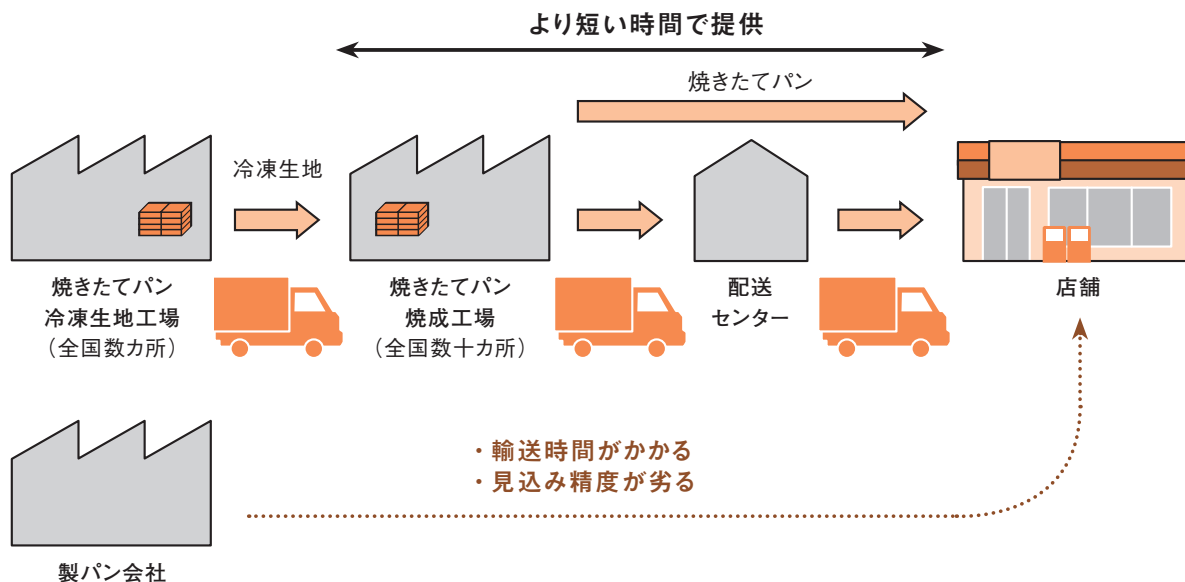 より短い時間で提供
焼きたてパン
冷凍生地
焼きたてパン
冷凍生地工場
（全国数カ所）
焼きたてパン
焼成工場
（全国数十カ所）
配送
センター
店舗
・輸送時間がかかる
・見込み精度が劣る
製パン会社